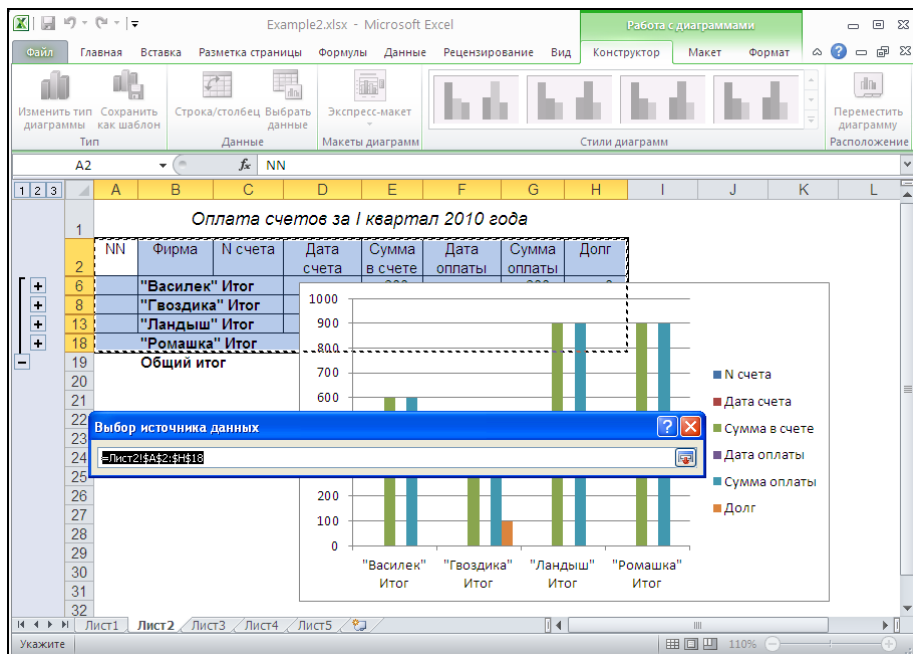 Example2.xlsx - Microsoft Excel
Работа с диаграммами
Файл Главная Вставка Разметка страницы Формулы Данные Рецензирование Вид Конструктор Макет Формат
Изменить тип диаграммы
Сохранить как шаблон
Строка/столбец
Выбрать данные
Экспресс-макет
Переместить диаграмму
Тип Данные Макеты диаграмм Стили диаграмм Расположение
A2 fx NN
1 2 3 A B C D E F G H I J K L
1 Оплата счетов за I квартал 2010 года
2 NN Фирма N счета Дата счета Сумма в счете Дата оплаты Сумма оплаты Долг
6 "Василек" Итог
8 "Гвоздика" Итог
13 "Ландыш" Итог
18 "Ромашка" Итог
19 Общий итог
20
21
22
23
24
25
26
27
28
29
30
31
32
1000
900
800
700
600
Выбор источника данных
=Лист2!$A$2:$H$18
200
100
0
"Василек" Итог
"Гвоздика" Итог
"Ландыш" Итог
"Ромашка" Итог
N счета
Дата счета
Сумма в счете
Дата оплаты
Сумма оплаты
Долг
Лист1 Лист2 Лист3 Лист4 Лист5
Укажите 110%